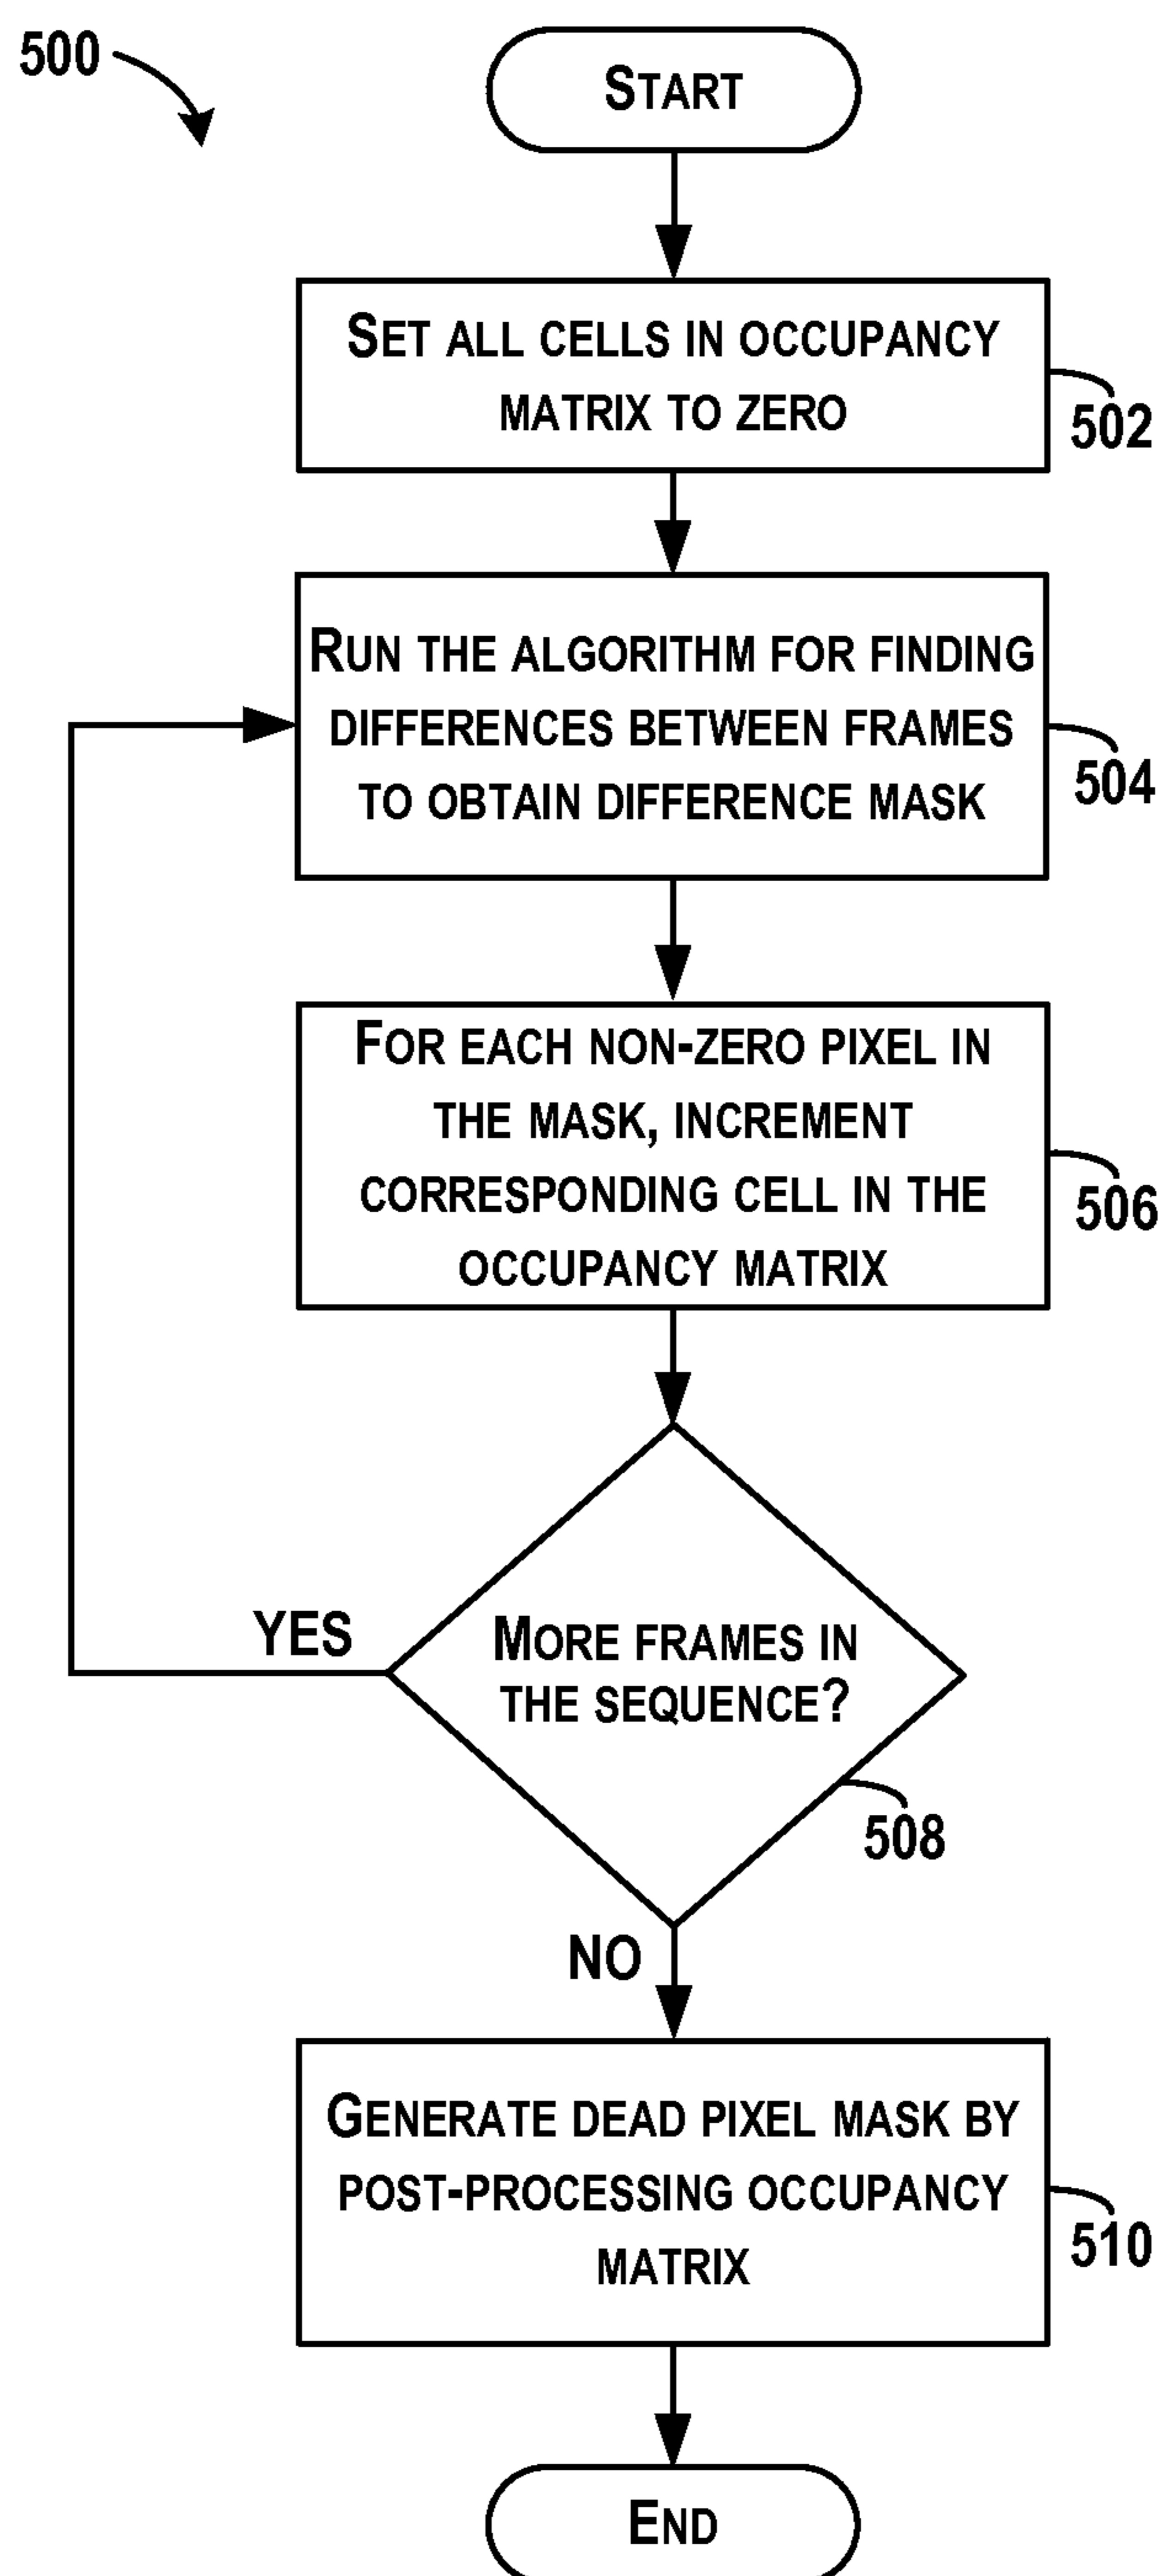 500
START
SET ALL CELLS IN OCCUPANCY
MATRIX TO ZERO
502
RUN THE ALGORITHM FOR FINDING
DIFFERENCES BETWEEN FRAMES
TO OBTAIN DIFFERENCE MASK
504
FOR EACH NON-ZERO PIXEL IN
THE MASK, INCREMENT
CORRESPONDING CELL IN THE
OCCUPANCY MATRIX
506
YES
MORE FRAMES IN
THE SEQUENCE?
508
NO
GENERATE DEAD PIXEL MASK BY
POST-PROCESSING OCCUPANCY
MATRIX
510
END